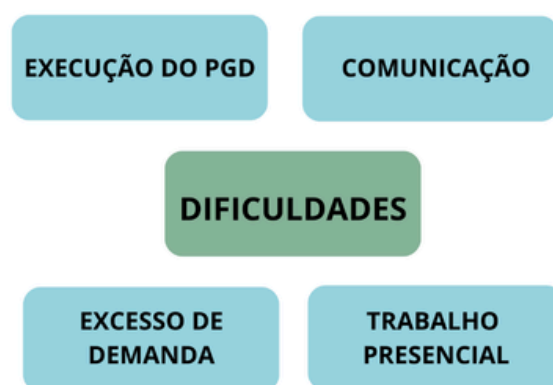 EXECUÇÃO DO PGD
COMUNICAÇÃO
DIFICULDADES
EXCESSO DE
DEMANDA
TRABALHO
PRESENCIAL